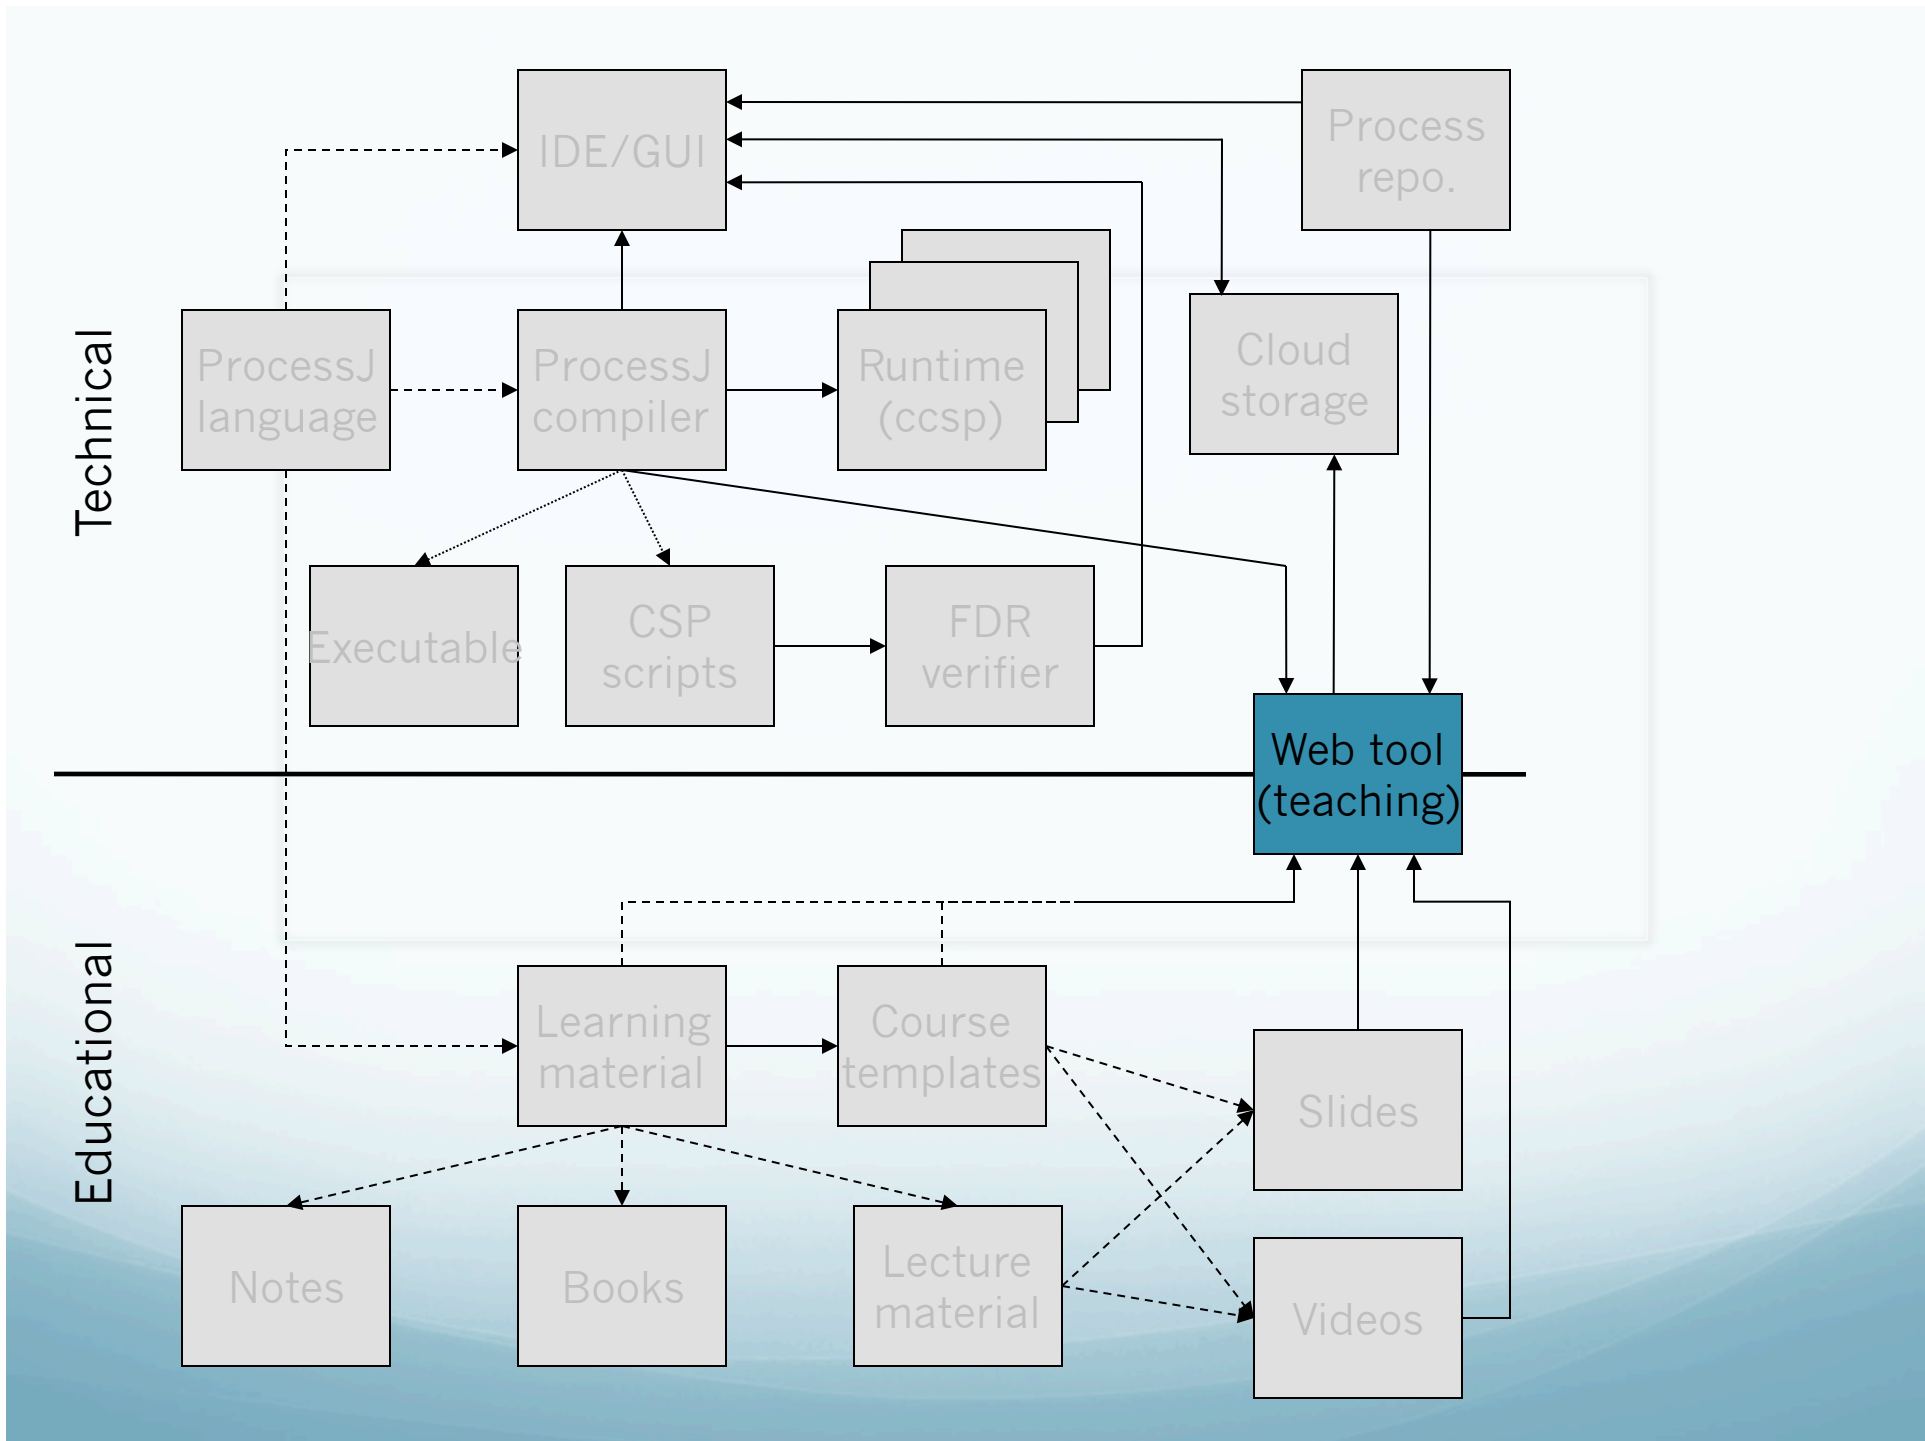 IDE/GUI
Process
repo.
Technical
ProcessJ
language
ProcessJ
compiler
Runtime
(ccsp)
Cloud
storage
Executable
CSP
scripts
FDR
verifier
Web tool
(teaching)
Educational
Learning
material
Course
templates
Slides
Notes
Books
Lecture
material
Videos